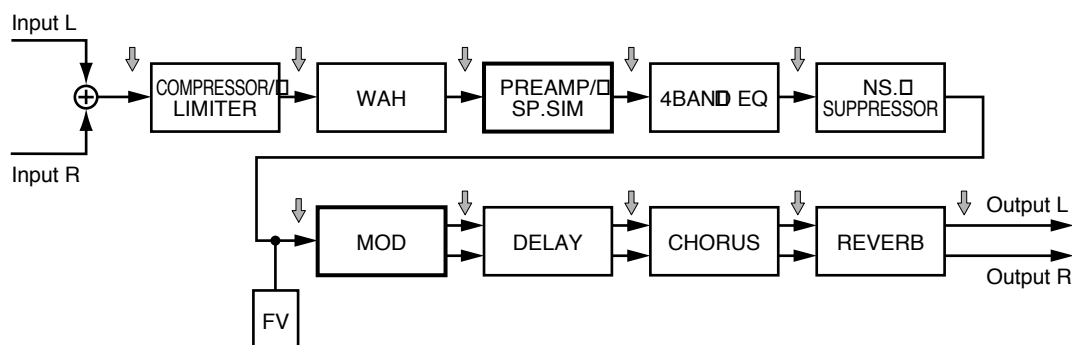 Input L
COMPRESSOR/
LIMITER
WAH
PREAMP/
SP.SIM
4BAND EQ
NS.
SUPPRESSOR
Input R
MOD
DELAY
CHORUS
REVERB
Output L
Output R
FV